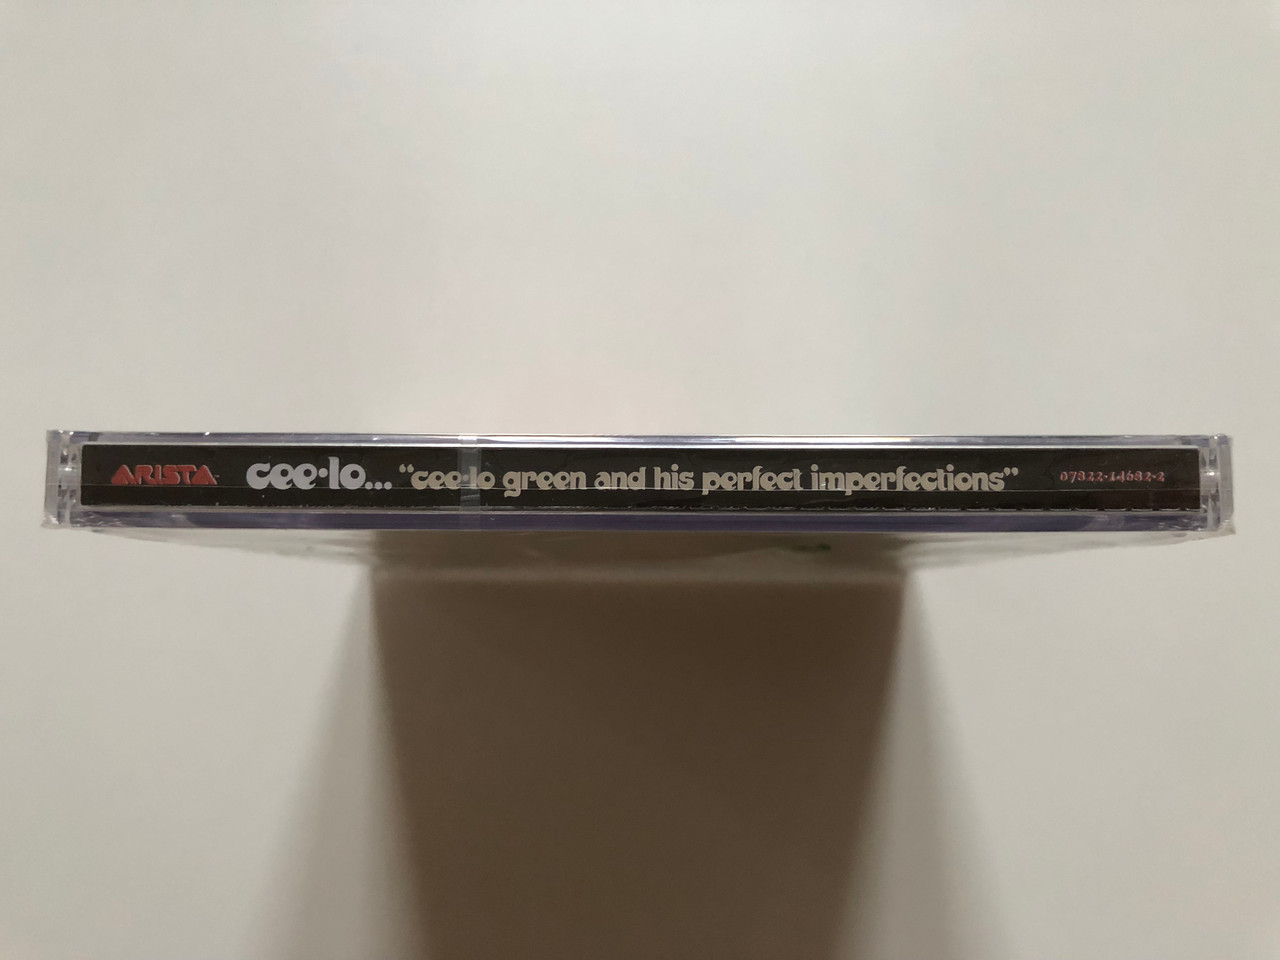 ARISTA cee·lo... “cee·lo green and his perfect imperfections” 07822-14682-2